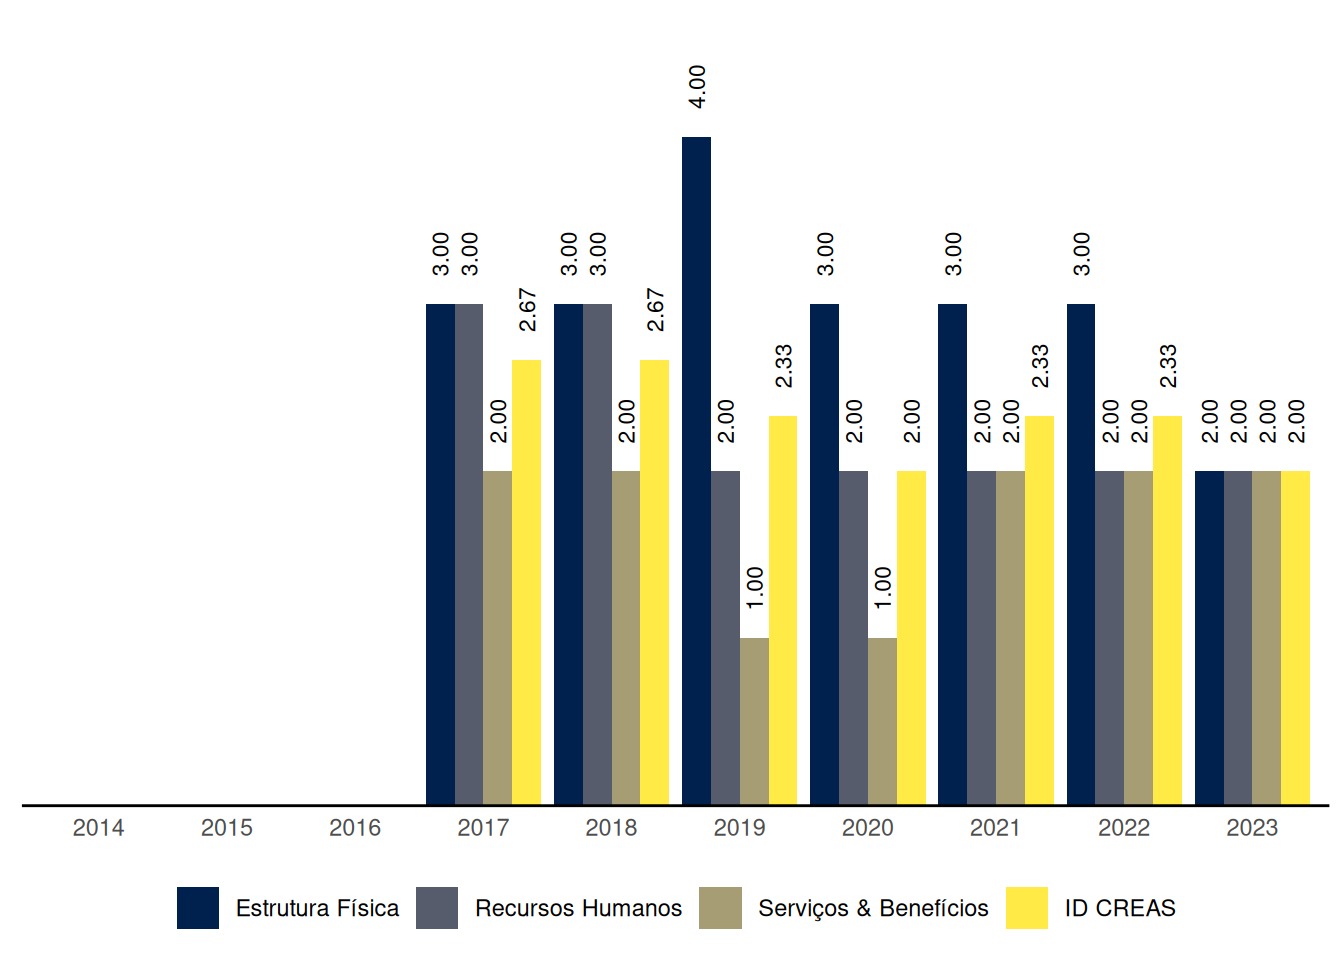 4.00
3.00 3.00 3.00 3.00 3.00 3.00 3.00
2.67 2.67
2.33 2.33 2.33
2.00 2.00 2.00 2.00 2.00 2.00 2.00 2.00 2.00 2.00 2.00 2.00 2.00
1.00 1.00
2014 2015 2016 2017 2018 2019 2020 2021 2022 2023
Estrutura Física Recursos Humanos Serviços & Benefícios ID CREAS